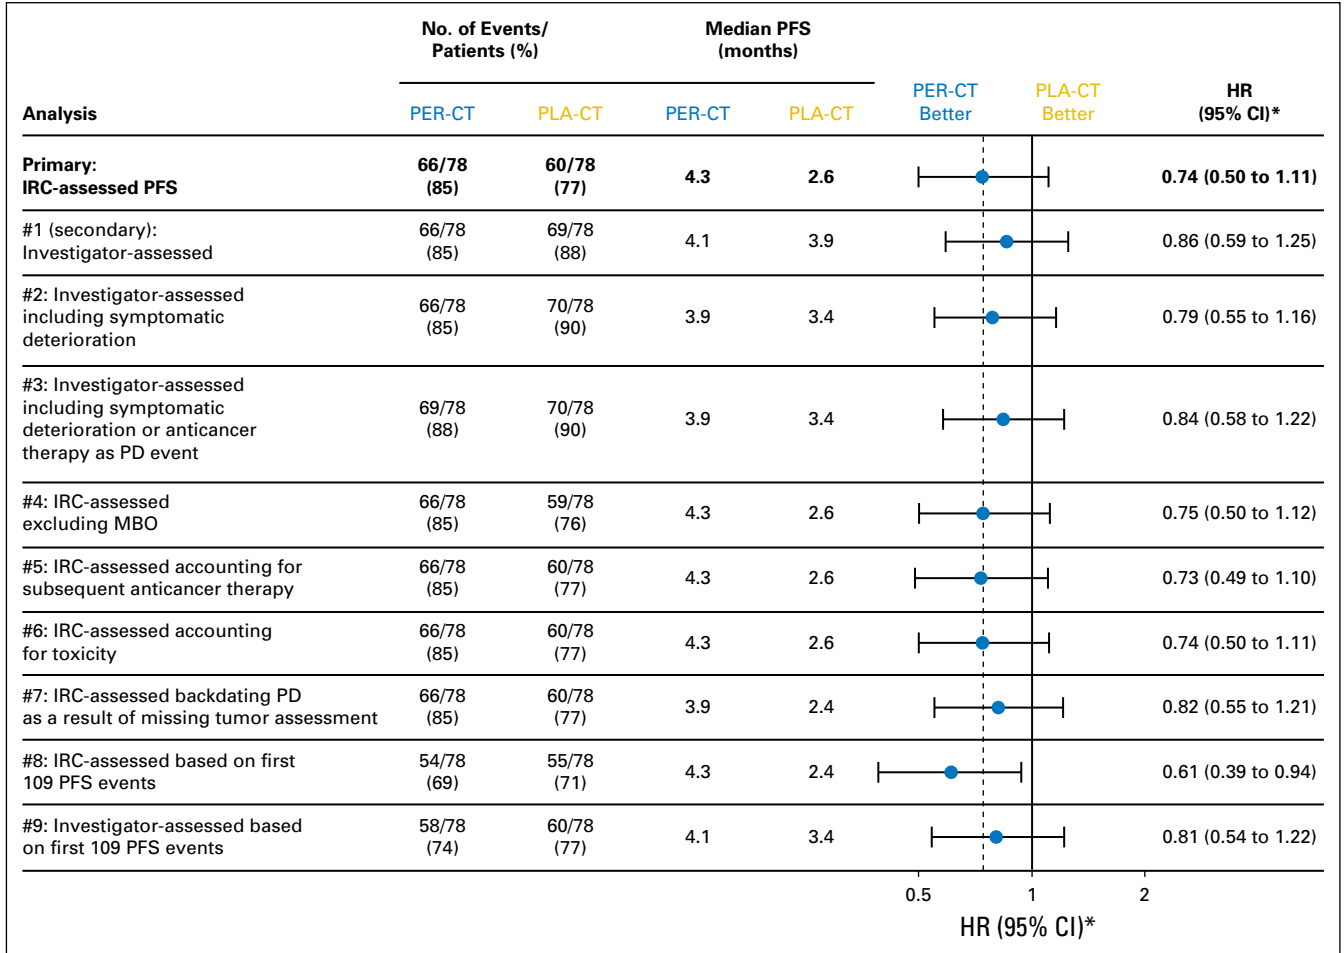 No. of Events/
Patients (%)
Median PFS
(months)
Analysis
PER-CT
PLA-CT
PER-CT
PLA-CT
PER-CT
Better
PLA-CT
Better
HR
(95% CI)*
Primary:
IRC-assessed PFS
66/78
(85)
60/78
(77)
4.3
2.6
0.74 (0.50 to 1.11)
#1 (secondary):
Investigator-assessed
66/78
(85)
69/78
(88)
4.1
3.9
0.86 (0.59 to 1.25)
#2: Investigator-assessed
including symptomatic
deterioration
66/78
(85)
70/78
(90)
3.9
3.4
0.79 (0.55 to 1.16)
#3: Investigator-assessed
including symptomatic
deterioration or anticancer
therapy as PD event
69/78
(88)
70/78
(90)
3.9
3.4
0.84 (0.58 to 1.22)
#4: IRC-assessed
excluding MBO
66/78
(85)
59/78
(76)
4.3
2.6
0.75 (0.50 to 1.12)
#5: IRC-assessed accounting for
subsequent anticancer therapy
66/78
(85)
60/78
(77)
4.3
2.6
0.73 (0.49 to 1.10)
#6: IRC-assessed accounting
for toxicity
66/78
(85)
60/78
(77)
4.3
2.6
0.74 (0.50 to 1.11)
#7: IRC-assessed backdating PD
as a result of missing tumor assessment
66/78
(85)
60/78
(77)
3.9
2.4
0.82 (0.55 to 1.21)
#8: IRC-assessed based on first
109 PFS events
54/78
(69)
55/78
(71)
4.3
2.4
0.61 (0.39 to 0.94)
#9: Investigator-assessed based
on first 109 PFS events
58/78
(74)
60/78
(77)
4.1
3.4
0.81 (0.54 to 1.22)
0.5
1
2
HR (95% CI)*